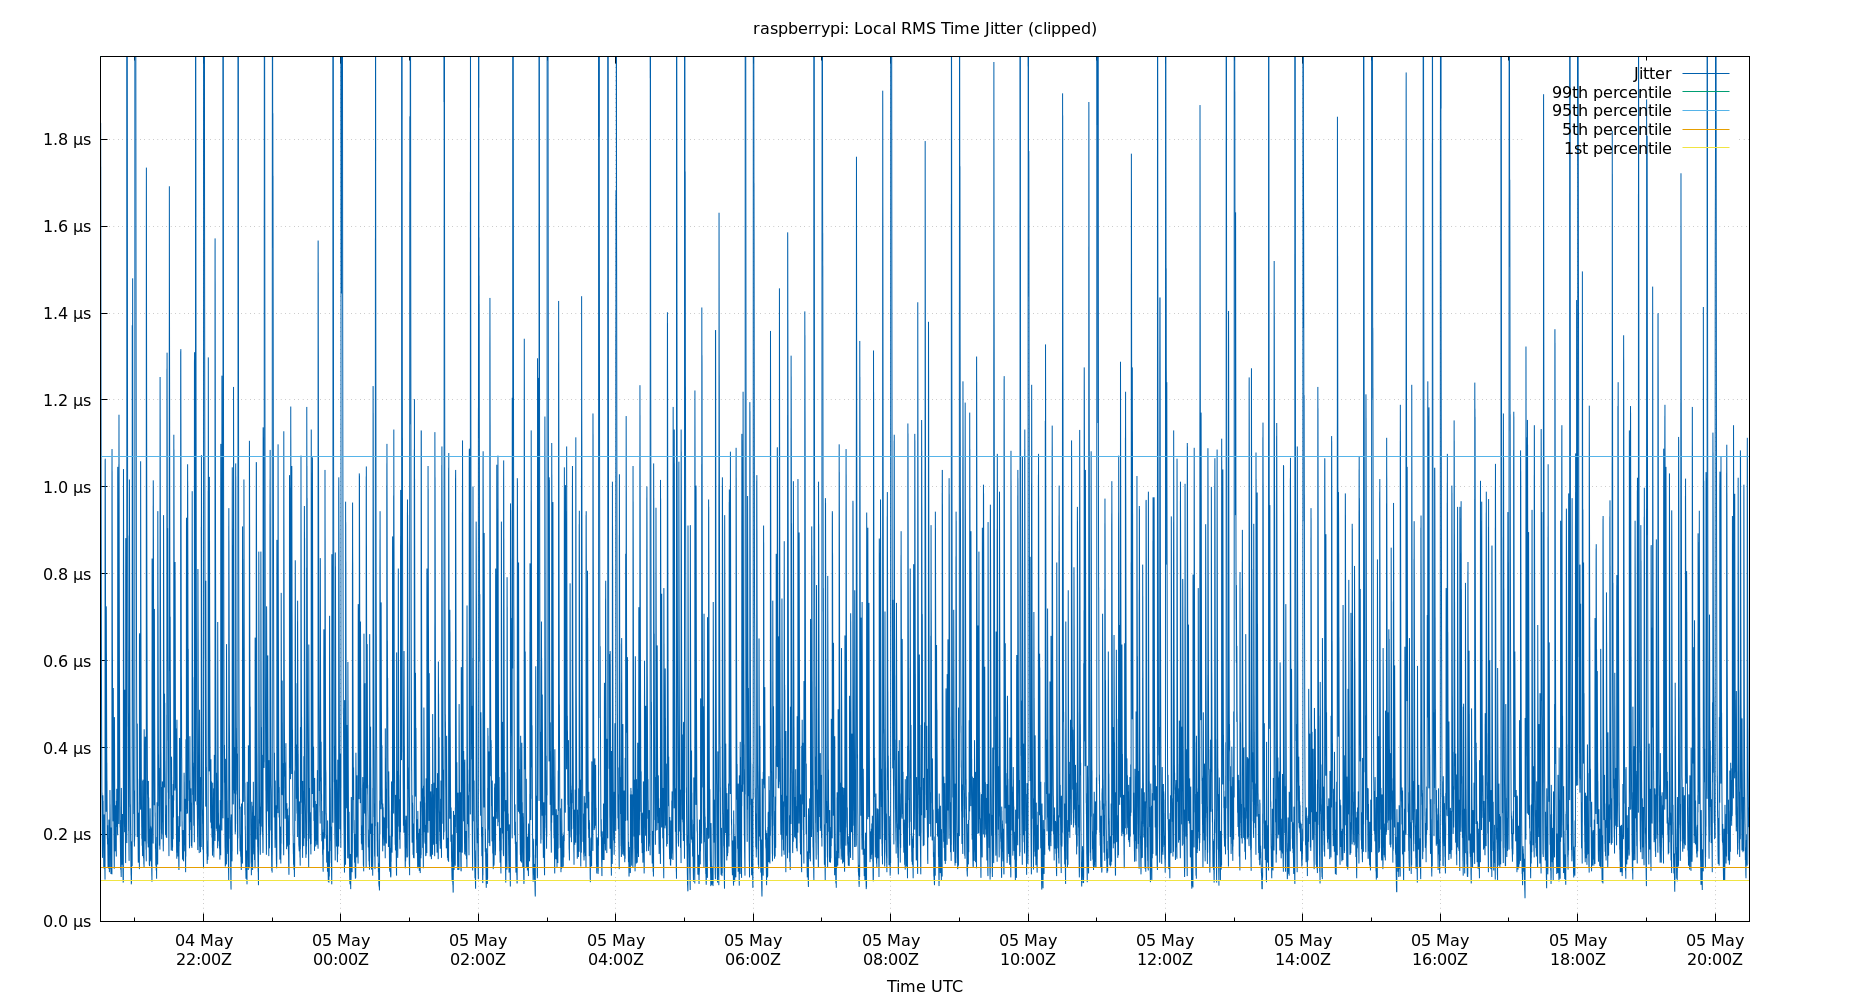 raspberrypi: Local RMS Time Jitter (clipped)
Jitter
99th percentile
95th percentile
5th percentile
1st percentile
1.8 µs
1.6 µs
1.4 µs
1.2 µs
1.0 µs
0.8 µs
0.6 µs
0.4 µs
0.2 µs
0.0 µs
04 May 05 May 05 May 05 May 05 May 05 May 05 May 05 May 05 May 05 May 05 May 05 May
22:00Z 00:00Z 02:00Z 04:00Z 06:00Z 08:00Z 10:00Z 12:00Z 14:00Z 16:00Z 18:00Z 20:00Z
Time UTC